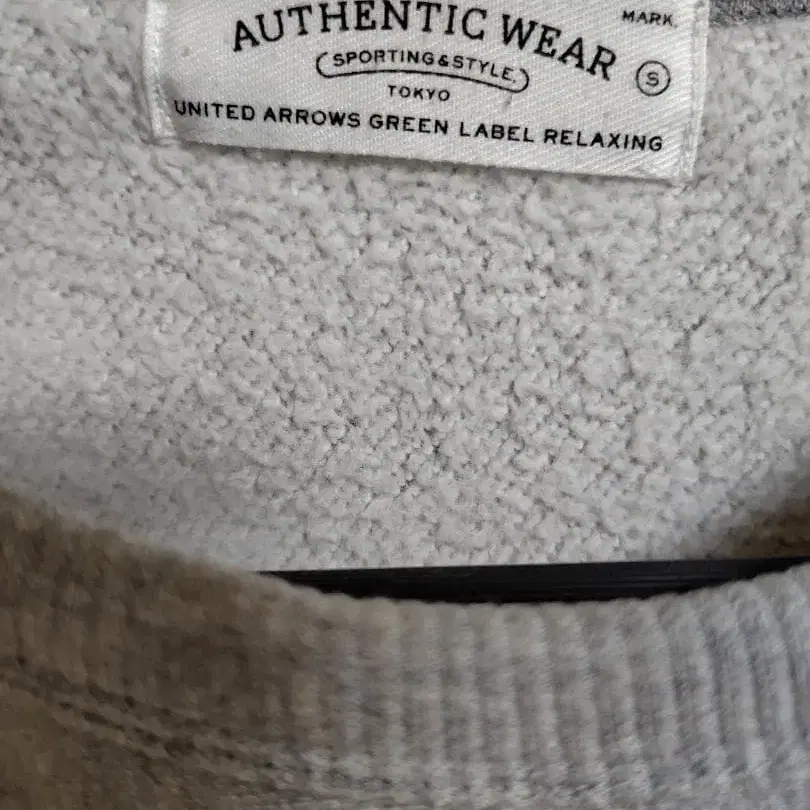 AUTHENTIC WEAR
MARK.
SPORTING&STYLE.
S
TOKYO
UNITED ARROWS GREEN LABEL RELAXING